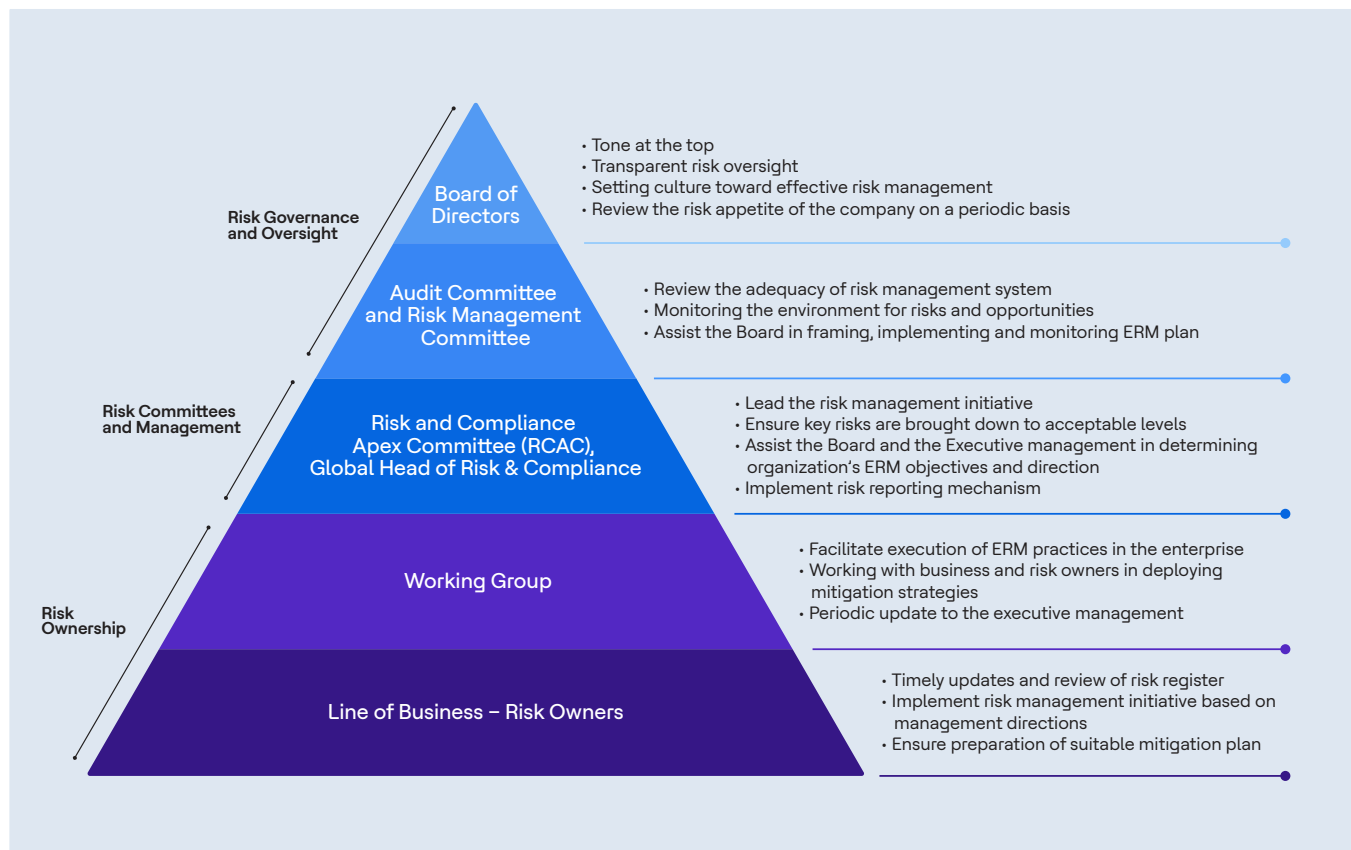 Risk Governance
and Oversight
Board of
Directors
• Tone at the top
• Transparent risk oversight
• Setting culture toward effective risk management
• Review the risk appetite of the company on a periodic basis
Audit Committee
and Risk Management
Committee
• Review the adequacy of risk management system
• Monitoring the environment for risks and opportunities
• Assist the Board in framing, implementing and monitoring ERM plan
Risk Committees
and Management
Risk and Compliance
Apex Committee (RCAC),
Global Head of Risk & Compliance
• Lead the risk management initiative
• Ensure key risks are brought down to acceptable levels
• Assist the Board and the Executive management in determining
organization‘s ERM objectives and direction
• Implement risk reporting mechanism
Risk
Ownership
Working Group
• Facilitate execution of ERM practices in the enterprise
• Working with business and risk owners in deploying
mitigation strategies
• Periodic update to the executive management
Line of Business – Risk Owners
• Timely updates and review of risk register
• Implement risk management initiative based on
management directions
• Ensure preparation of suitable mitigation plan